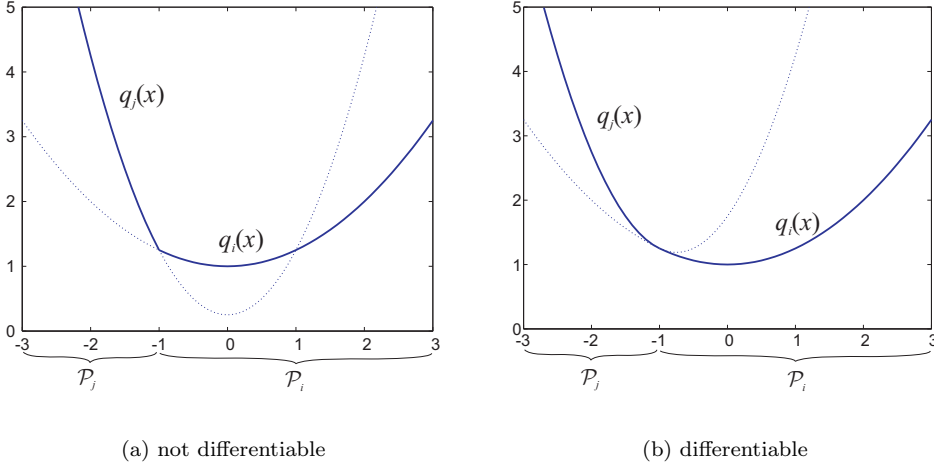 5
4
3
2
1
0
-3 -2 -1 0 1 2 3
q_j(x)
q_i(x)
P_j P_i
(a) not differentiable
5
4
3
2
1
0
-3 -2 -1 0 1 2 3
q_j(x)
q_i(x)
P_j P_i
(b) differentiable